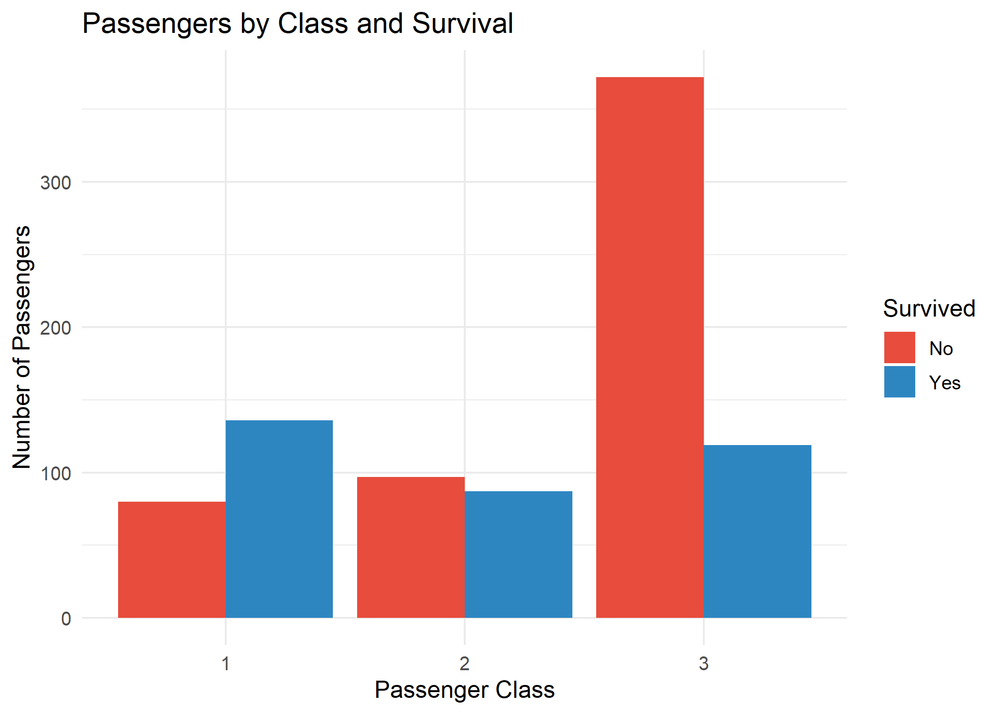 Passengers by Class and Survival
Number of Passengers
300
200
100
0
1
2
3
Passenger Class
Survived
No
Yes